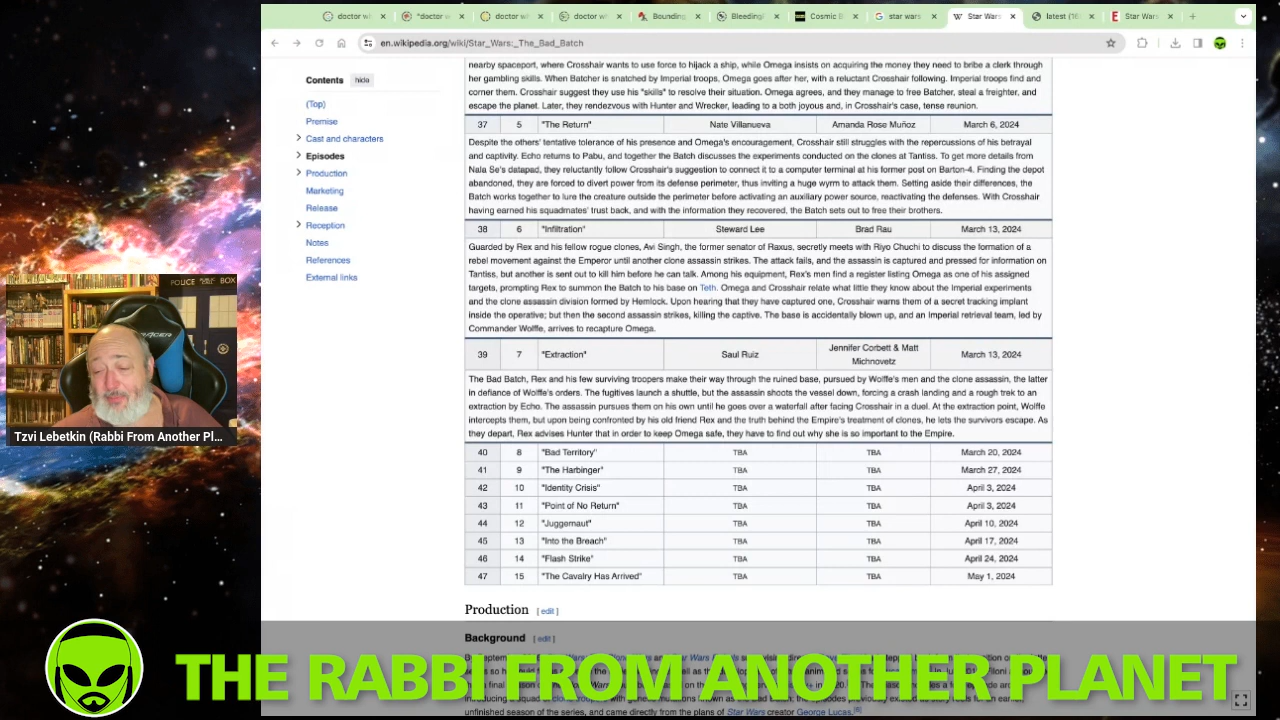 doctor wh
"doctor w
doctor wh
doctor wh
Bounding
BleedingC
Cosmic B
star wars
Star Wars
latest (16
Star Wars
en.wikipedia.org/wiki/Star_Wars:_The_Bad_Batch
Contents hide
(Top)
Premise
Cast and characters
Episodes
Production
Marketing
Release
Reception
Notes
References
External links
nearby spaceport, where Crosshair wants to use force to hijack a ship, while Omega insists on acquiring the money they need to bribe a clerk through
her gambling skills. When Batcher is snatched by Imperial troops, Omega goes after her, with a reluctant Crosshair following. Imperial troops find and
corner them. Crosshair suggest they use his "skills" to resolve their situation. Omega agrees, and they manage to free Batcher, steal a freighter, and
escape the planet. Later, they rendezvous with Hunter and Wrecker, leading to a both joyous and, in Crosshair's case, tense reunion.
37 5 "The Return" Nate Villanueva Amanda Rose Muñoz March 6, 2024
Despite the others' tentative tolerance of his presence and Omega's encouragement, Crosshair still struggles with the repercussions of his betrayal
and captivity. Echo returns to Pabu, and together the Batch discusses the experiments conducted on the clones at Tantiss. To get more details from
Nala Se's datapad, they reluctantly follow Crosshair's suggestion to connect it to a computer terminal at his former post on Barton-4. Finding the depot
abandoned, they are forced to divert power from its defense perimeter, thus inviting a huge wyrm to attack them. Setting aside their differences, the
Batch works together to lure the creature outside the perimeter before activating an auxiliary power source, reactivating the defenses. With Crosshair
having earned his squadmates' trust back, and with the information they recovered, the Batch sets out to free their brothers.
38 6 "Infiltration" Steward Lee Brad Rau March 13, 2024
Guarded by Rex and his fellow rogue clones, Avi Singh, the former senator of Raxus, secretly meets with Riyo Chuchi to discuss the formation of a
rebel movement against the Emperor until another clone assassin strikes. The attack fails, and the assassin is captured and pressed for information on
Tantiss, but another is sent out to kill him before he can talk. Among his equipment, Rex's men find a register listing Omega as one of his assigned
targets, prompting Rex to summon the Batch to his base on Teth. Omega and Crosshair relate what little they know about the Imperial experiments
and the clone assassin division formed by Hemlock. Upon hearing that they have captured one, Crosshair warns them of a secret tracking implant
inside the operative; but then the second assassin strikes, killing the captive. The base is accidentally blown up, and an Imperial retrieval team, led by
Commander Wolffe, arrives to recapture Omega.
39 7 "Extraction" Saul Ruiz Jennifer Corbett & Matt Michnovetz March 13, 2024
The Bad Batch, Rex and his few surviving troopers make their way through the ruined base, pursued by Wolffe's men and the clone assassin, the latter
in defiance of Wolffe's orders. The fugitives launch a shuttle, but the assassin shoots the vessel down, forcing a crash landing and a rough trek to an
extraction by Echo. The assassin pursues them on his own until he goes over a waterfall after facing Crosshair in a duel. At the extraction point, Wolffe
intercepts them, but upon being confronted by his old friend Rex and the truth behind the Empire's treatment of clones, he lets the survivors escape. As
they depart, Rex advises Hunter that in order to keep Omega safe, they have to find out why she is so important to the Empire.
40 8 "Bad Territory" TBA TBA March 20, 2024
41 9 "The Harbinger" TBA TBA March 27, 2024
42 10 "Identity Crisis" TBA TBA April 3, 2024
43 11 "Point of No Return" TBA TBA April 3, 2024
44 12 "Juggernaut" TBA TBA April 10, 2024
45 13 "Into the Breach" TBA TBA April 17, 2024
46 14 "Flash Strike" TBA TBA April 24, 2024
47 15 "The Cavalry Has Arrived" TBA TBA May 1, 2024
Production [ edit ]
Background [ edit ]
unfinished season of the series, and came directly from the plans of Star Wars creator George Lucas.
POLICE BOX
Tzvi Lebetkin (Rabbi From Another Pl...
THE RABBI FROM ANOTHER PLANET